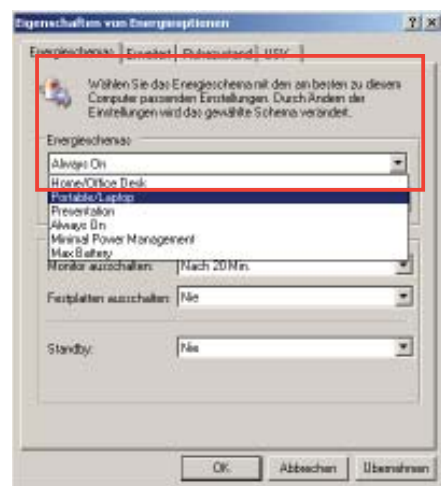 Eigenschaften von Energieoptionen
Energieschemas Erweitert Ruhezustand USV
Wählen Sie das Energieschema mit den am besten zu diesem
Computer passenden Einstellungen. Durch Ändern der
Einstellungen wird das gewählte Schema verändert.
Energieschemas
Always On
Home/Office Desk
Portable/Laptop
Presentation
Always On
Minimal Power Management
Max Battery
Monitor ausschalten: Nach 20 Min.
Festplatten ausschalten: Nie
Standby: Nie
OK Abbrechen Übernehmen